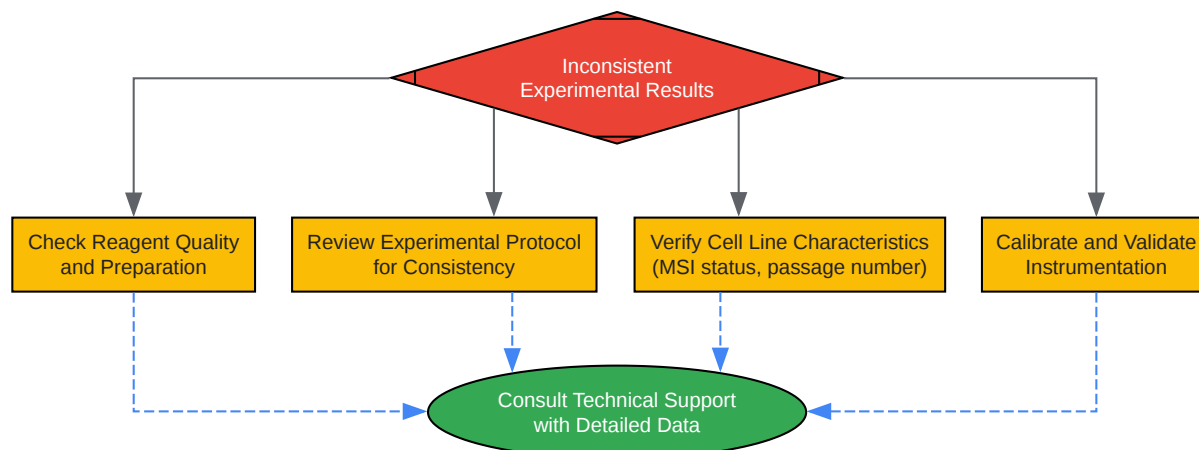 Inconsistent
Experimental Results
Check Reagent Quality
and Preparation
Review Experimental Protocol
for Consistency
Verify Cell Line Characteristics
(MSI status, passage number)
Calibrate and Validate
Instrumentation
Consult Technical Support
with Detailed Data